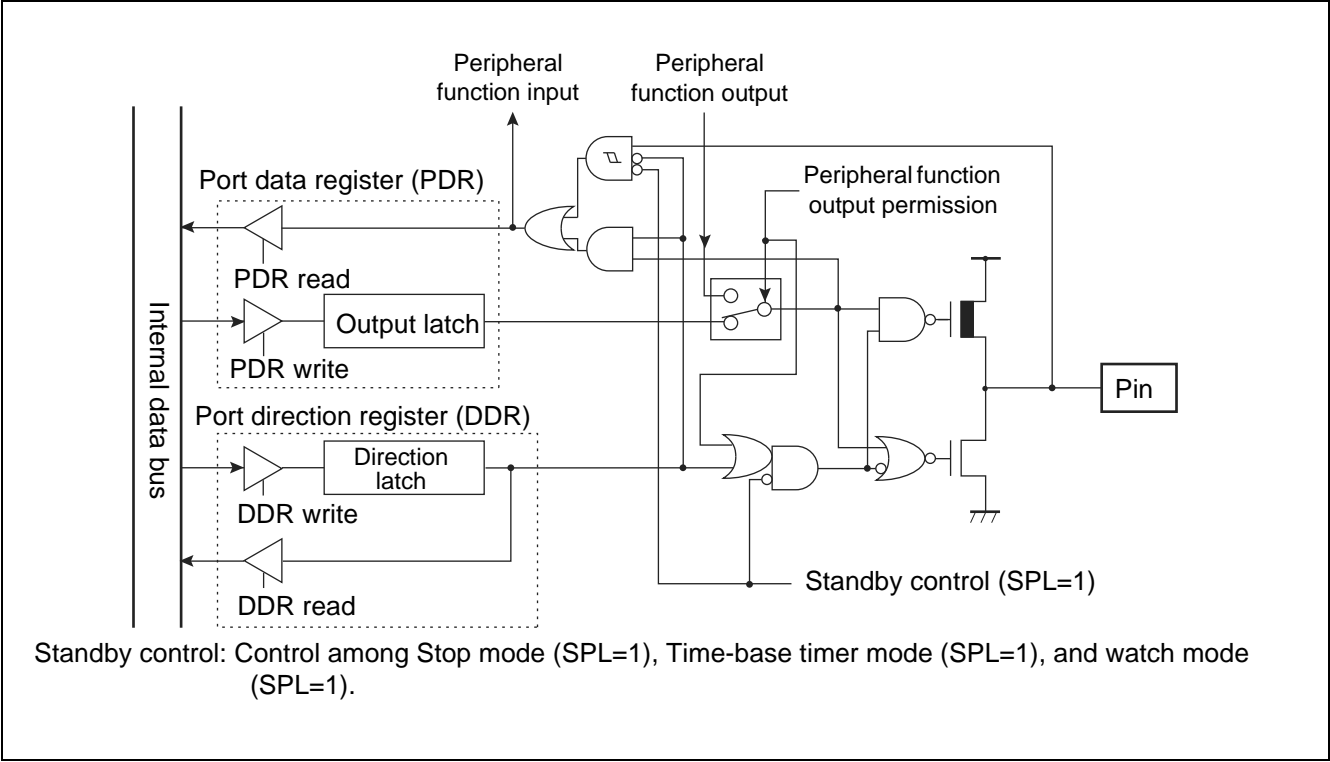 Peripheral
function input
Peripheral
function output
Port data register (PDR)
Peripheral function
output permission
PDR read
Output latch
PDR write
Internal data bus
Pin
Port direction register (DDR)
Direction
latch
DDR write
Standby control (SPL=1)
DDR read
Standby control: Control among Stop mode (SPL=1), Time-base timer mode (SPL=1), and watch mode
(SPL=1).